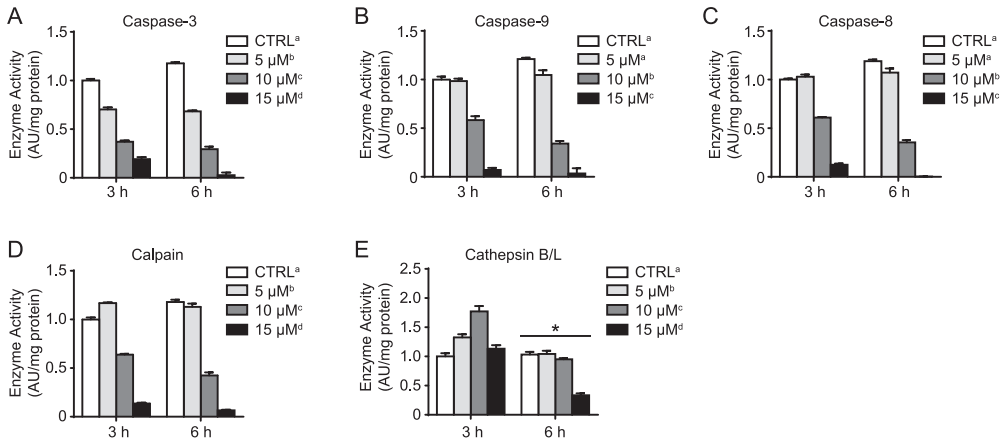 A
Caspase-3
Enzyme Activity
(AU/mg protein)
1.5
1.0
0.5
0
3 h
6 h
CTRLᵃ
5 μMᵇ
10 μMᶜ
15 μMᵈ
B
Caspase-9
Enzyme Activity
(AU/mg protein)
1.5
1.0
0.5
0
3 h
6 h
CTRLᵃ
5 μMᵃ
10 μMᵇ
15 μMᶜ
C
Caspase-8
Enzyme Activity
(AU/mg protein)
1.5
1.0
0.5
0
3 h
6 h
CTRLᵃ
5 μMᵃ
10 μMᵇ
15 μMᶜ
D
Calpain
Enzyme Activity
(AU/mg protein)
1.5
1.0
0.5
0
3 h
6 h
CTRLᵃ
5 μMᵇ
10 μMᶜ
15 μMᵈ
E
Cathepsin B/L
Enzyme Activity
(AU/mg protein)
2.5
2.0
1.5
1.0
0.5
0
*
3 h
6 h
CTRLᵃ
5 μMᵇ
10 μMᶜ
15 μMᵈ